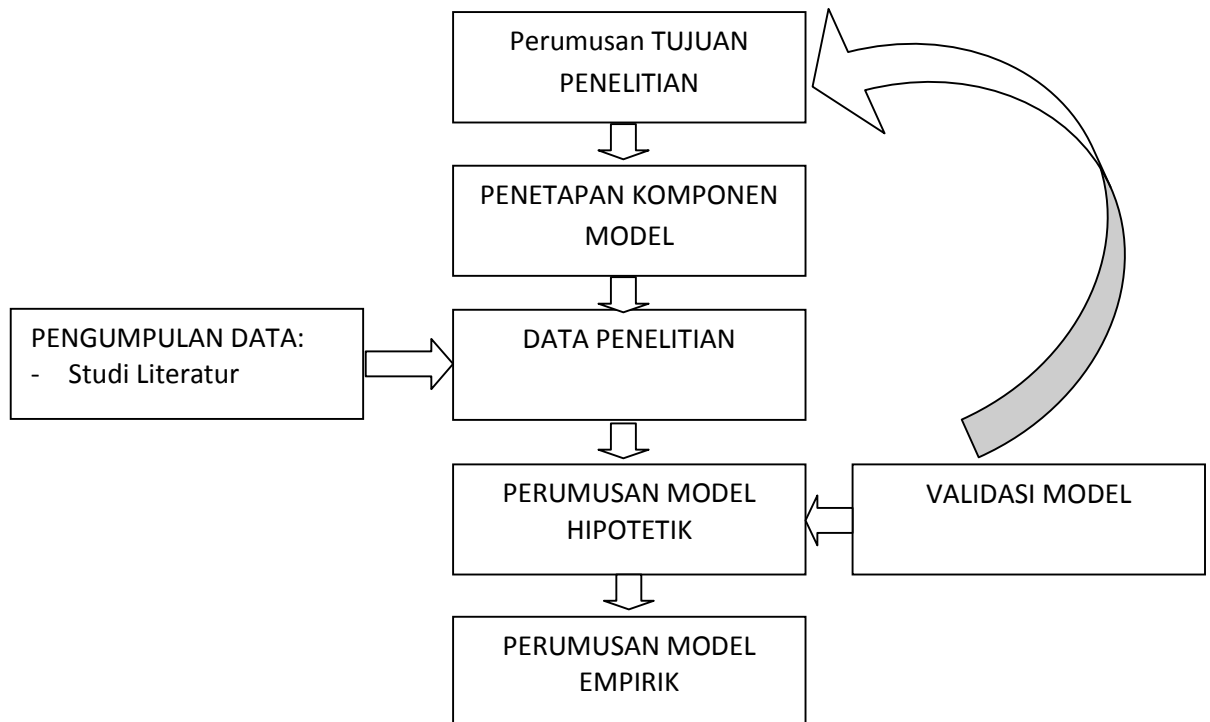 Perumusan TUJUAN
PENELITIAN
PENETAPAN KOMPONEN
MODEL
PENGUMPULAN DATA:
- Studi Literatur
DATA PENELITIAN
PERUMUSAN MODEL
HIPOTETIK
VALIDASI MODEL
PERUMUSAN MODEL
EMPIRIK